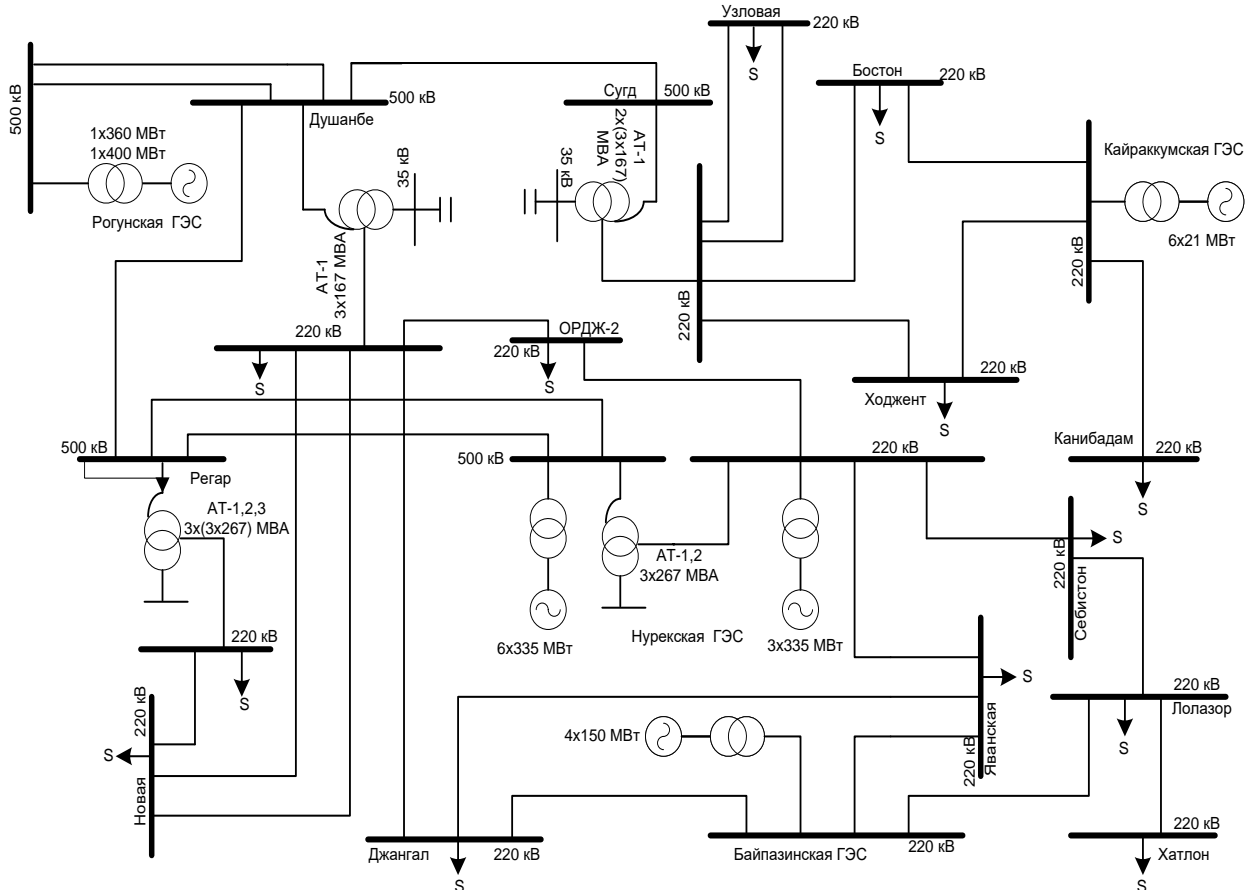 Узловая
220 кВ
S
Бостон
220 кВ
S
500 кВ
Душанбе
500 кВ
Сугд
500 кВ
АТ-1
2х(3х167)
МВА
35 кВ
35 кВ
1х360 МВт
1х400 МВт
Рогунская ГЭС
АТ-1
3х167 МВА
220 кВ
Кайраккумская ГЭС
6х21 МВт
220 кВ
220 кВ
S
ОРДЖ-2
220 кВ
S
220 кВ
Ходжент
S
500 кВ
Регар
АТ-1,2,3
3х(3х267) МВА
500 кВ
220 кВ
Канибадам
220 кВ
S
АТ-1,2
3х267 МВА
6х335 МВт
Нурекская ГЭС
3х335 МВт
220 кВ
Себистон
S
220 кВ
S
220 кВ
Новая
S
4х150 МВт
220 кВ
Яванская
S
220 кВ
Лолазор
S
Джангал
220 кВ
S
Байпазинская ГЭС
220 кВ
220 кВ
Хатлон
S